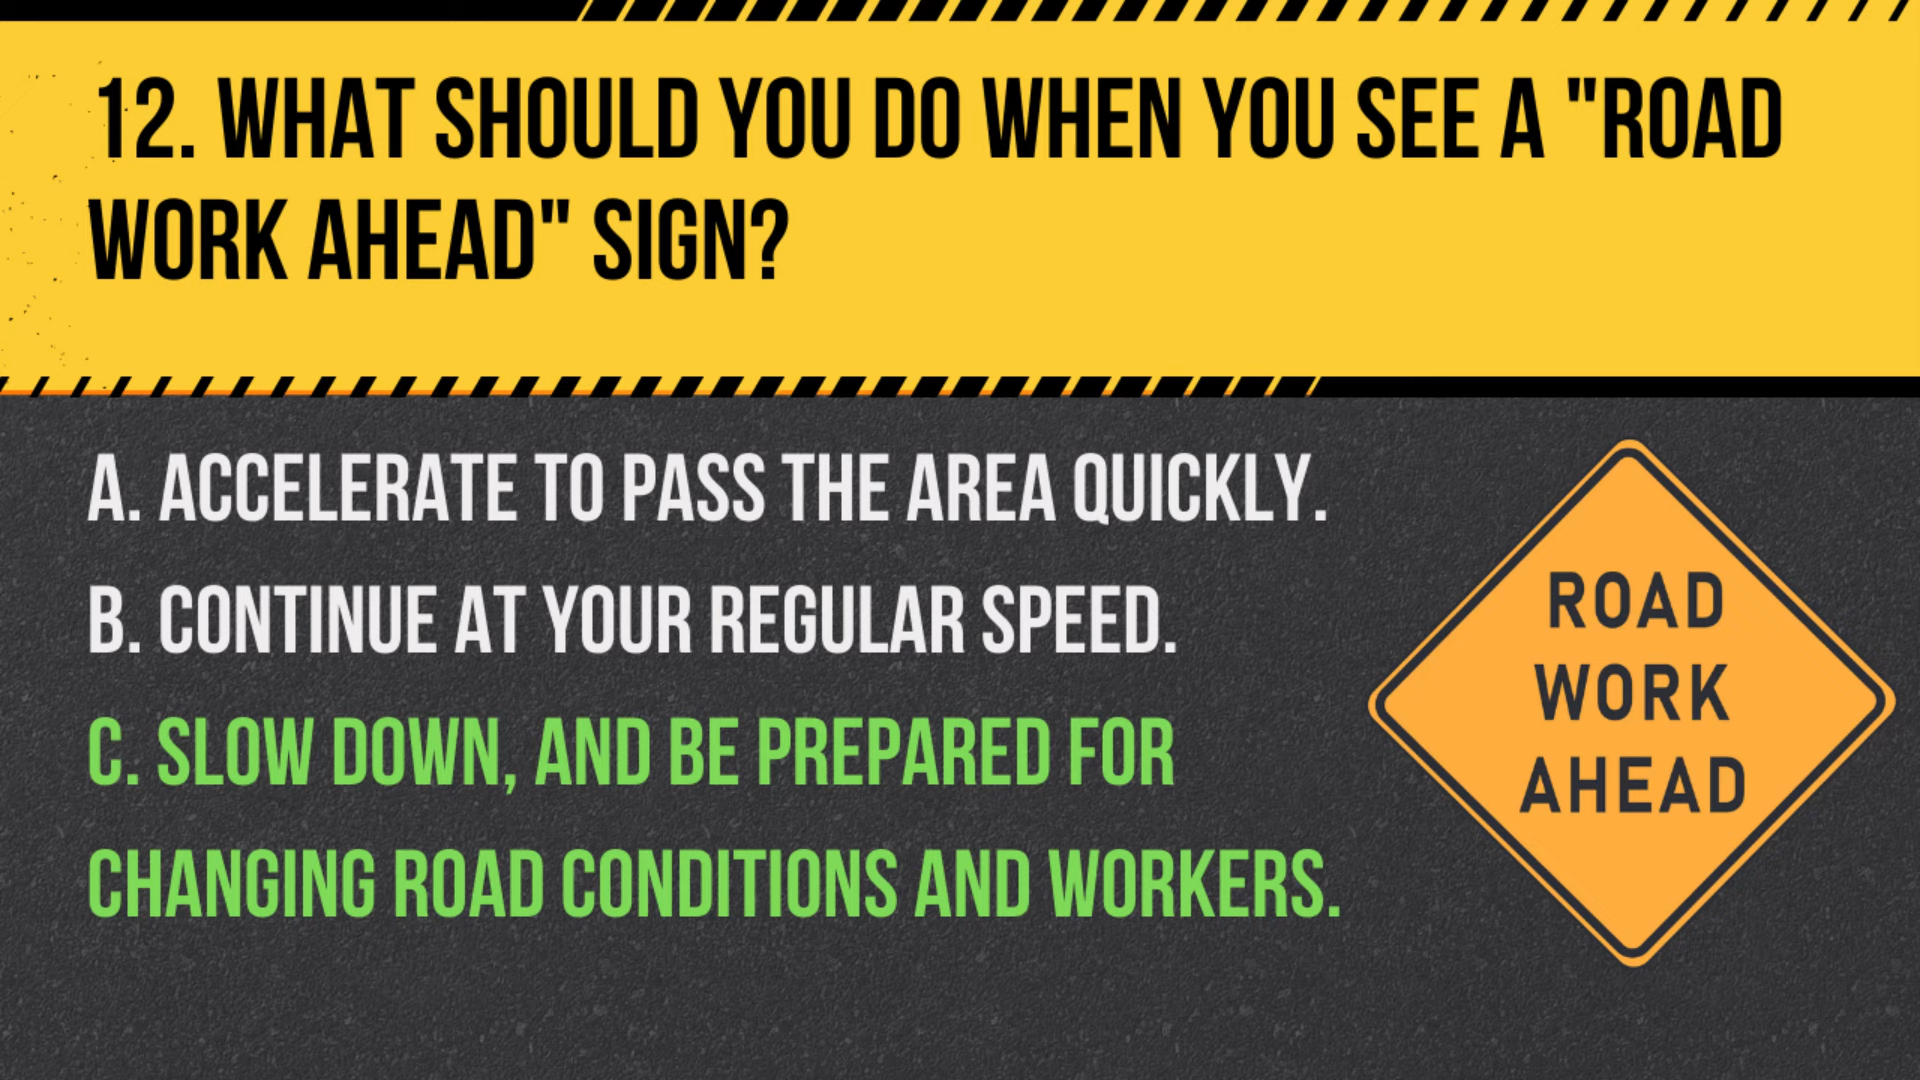 12. WHAT SHOULD YOU DO WHEN YOU SEE A "ROAD
WORK AHEAD" SIGN?
A. ACCELERATE TO PASS THE AREA QUICKLY.
B. CONTINUE AT YOUR REGULAR SPEED.
C. SLOW DOWN, AND BE PREPARED FOR
CHANGING ROAD CONDITIONS AND WORKERS.
ROAD
WORK
AHEAD